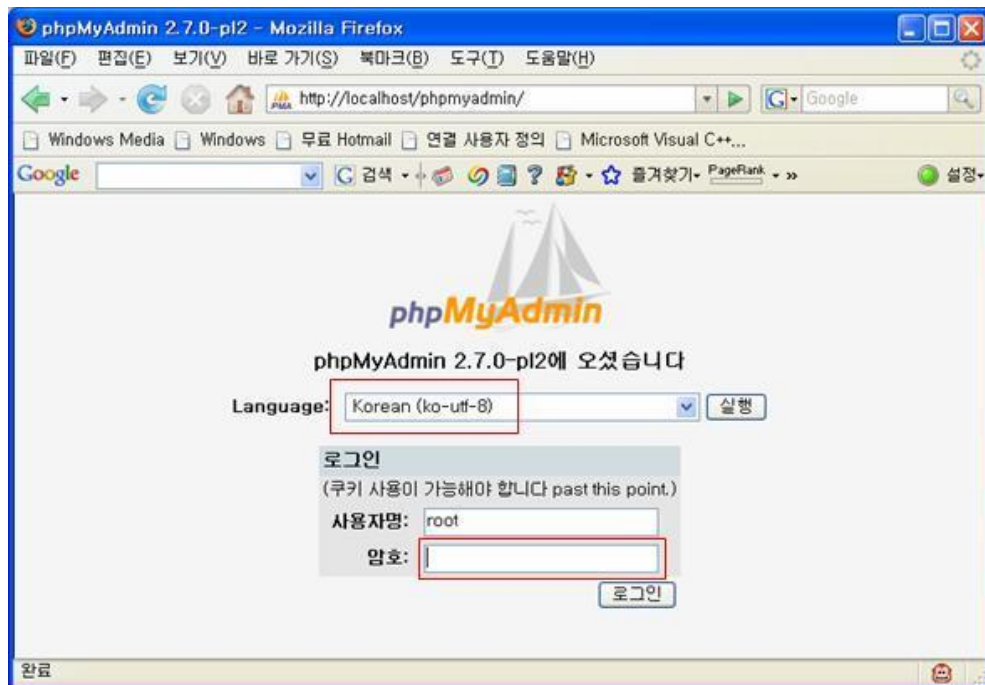 phpMyAdmin 2.7.0-pl2 - Mozilla Firefox
파일(F) 편집(E) 보기(V) 바로 가기(S) 북마크(B) 도구(T) 도움말(H)
PMA http://localhost/phpmyadmin/ G Google
Windows Media Windows 무료 Hotmail 연결 사용자 정의 Microsoft Visual C++...
Google G 검색 즐겨찾기 PageRank » 설정
phpMyAdmin
phpMyAdmin 2.7.0-pl2에 오셨습니다
Language: Korean (ko-utf-8) 실행
로그인
(쿠키 사용이 가능해야 합니다 past this point.)
사용자명: root
암호:
로그인
완료